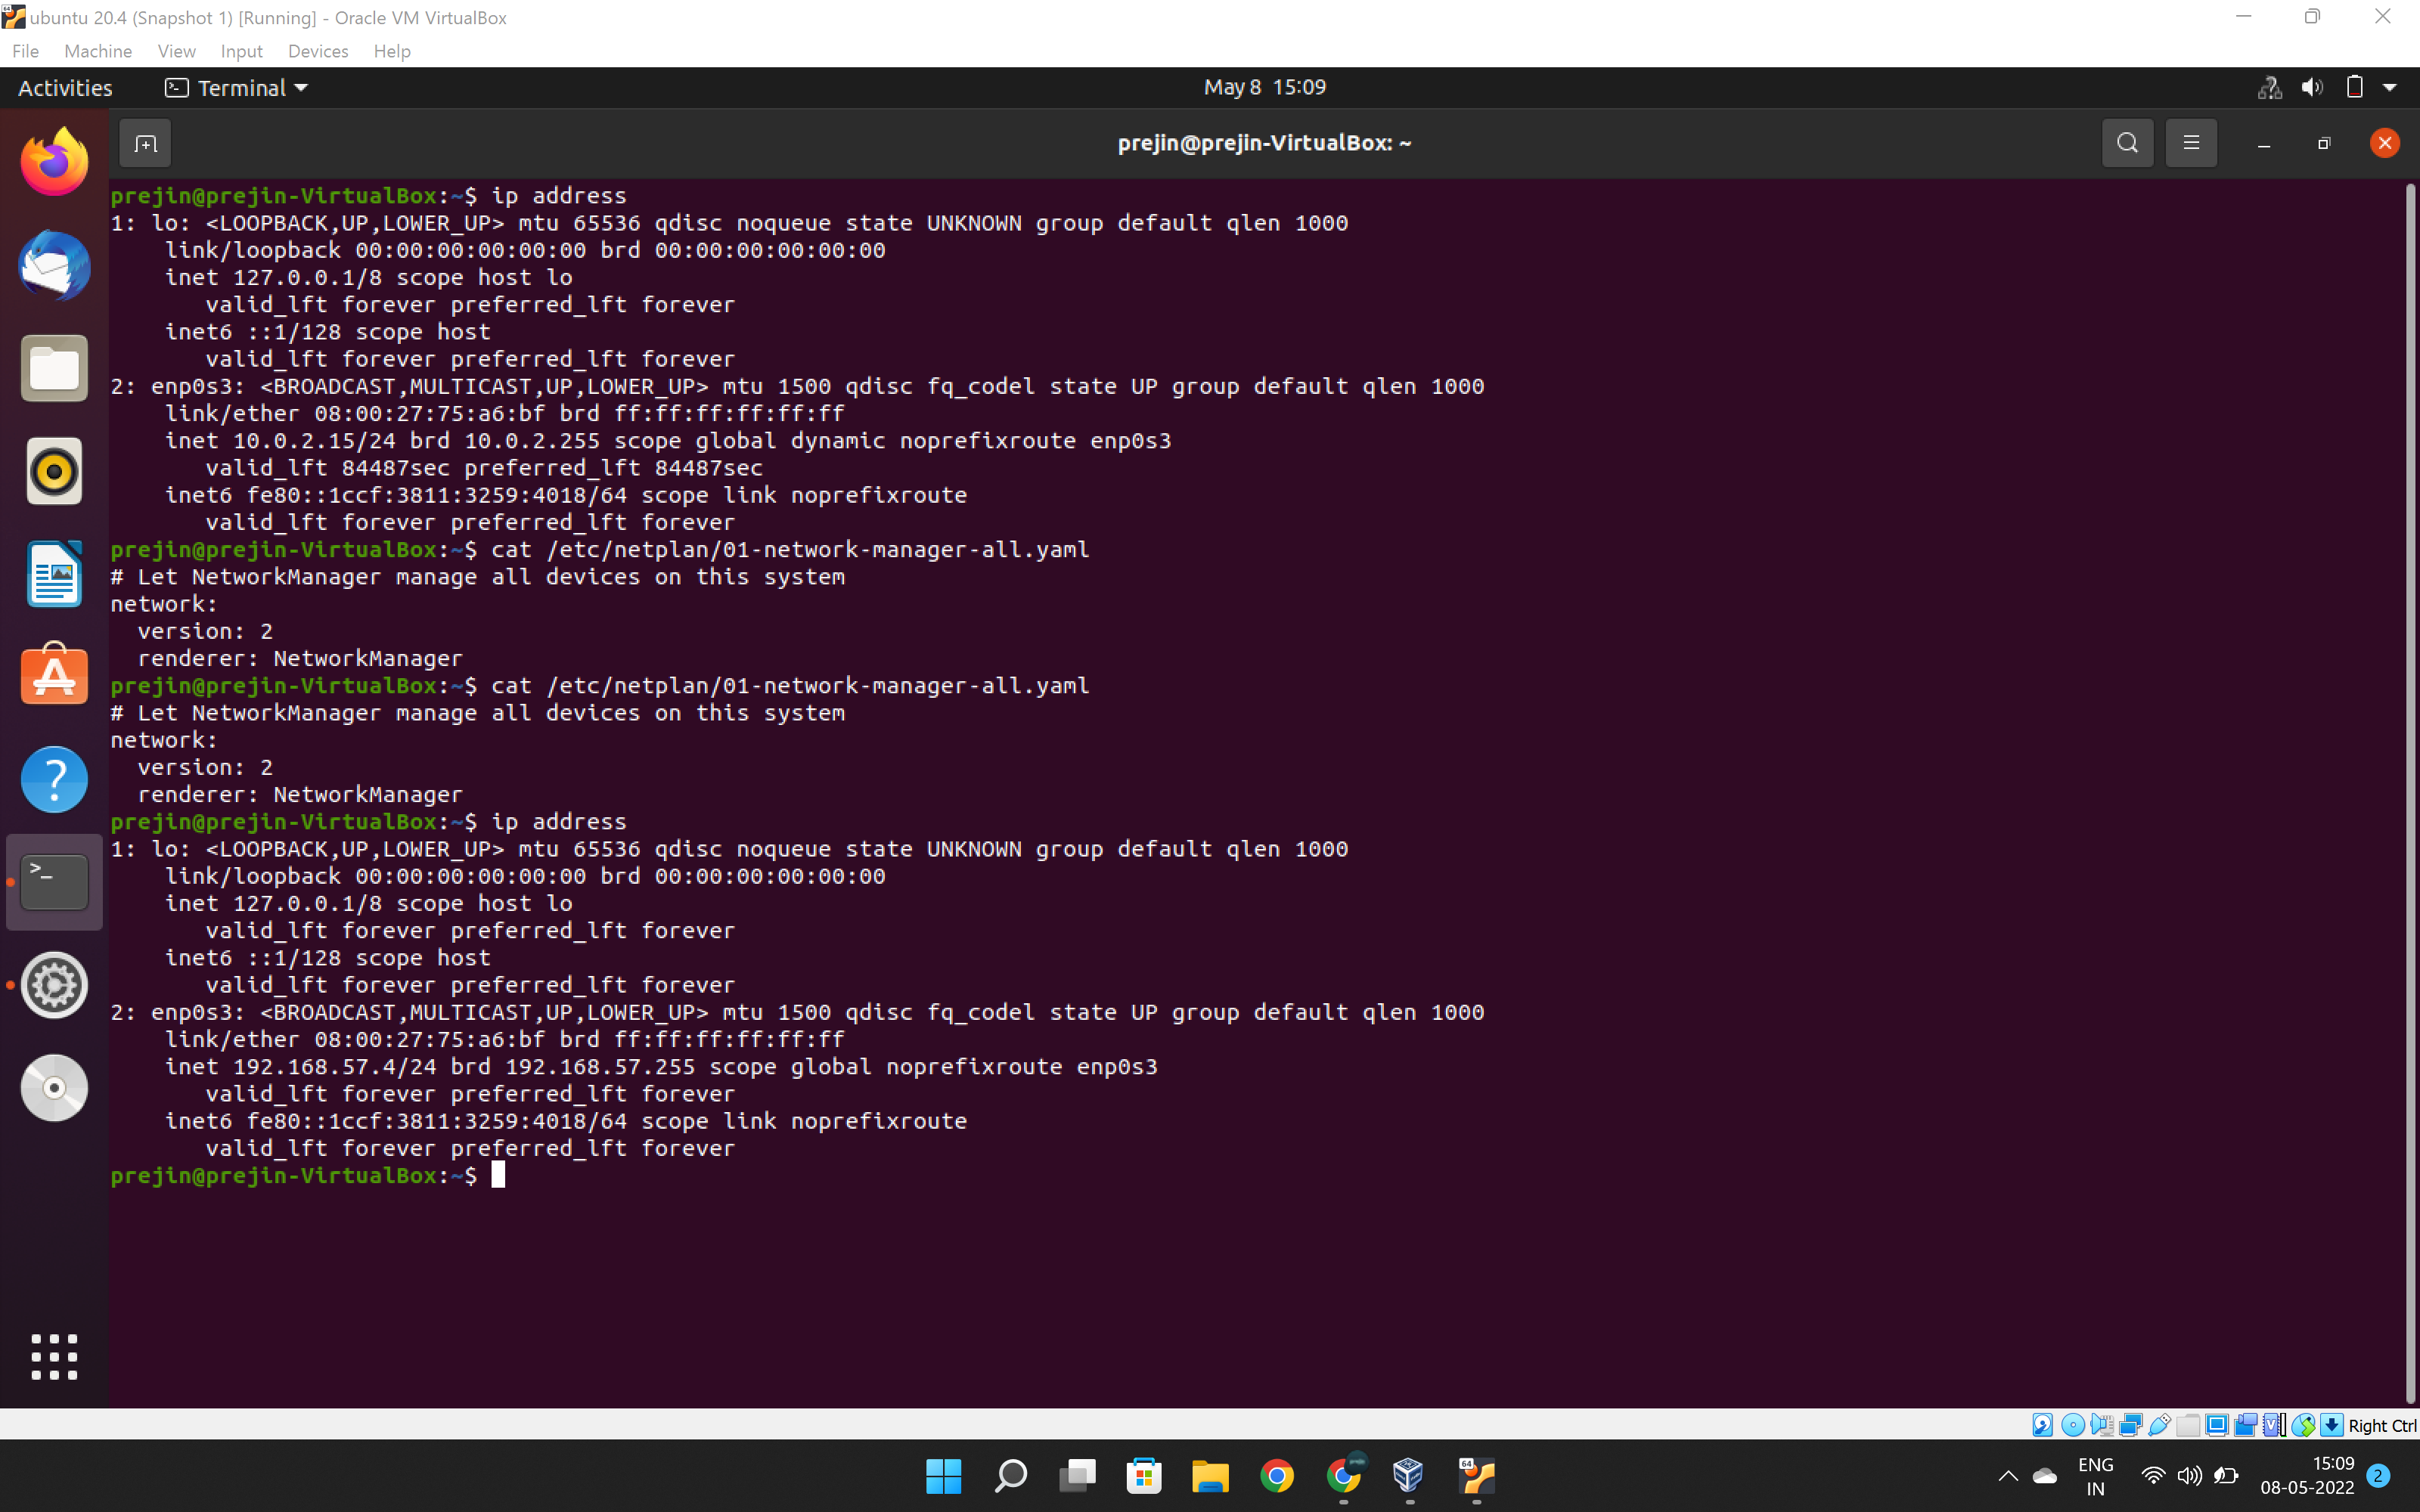 ubuntu 20.4 (Snapshot 1) [Running] - Oracle VM VirtualBox
File Machine View Input Devices Help
Activities Terminal May 8 15:09
prejin@prejin-VirtualBox: ~
prejin@prejin-VirtualBox:~$ ip address
1: lo: <LOOPBACK,UP,LOWER_UP> mtu 65536 qdisc noqueue state UNKNOWN group default qlen 1000
    link/loopback 00:00:00:00:00:00 brd 00:00:00:00:00:00
    inet 127.0.0.1/8 scope host lo
       valid_lft forever preferred_lft forever
    inet6 ::1/128 scope host
       valid_lft forever preferred_lft forever
2: enp0s3: <BROADCAST,MULTICAST,UP,LOWER_UP> mtu 1500 qdisc fq_codel state UP group default qlen 1000
    link/ether 08:00:27:75:a6:bf brd ff:ff:ff:ff:ff:ff
    inet 10.0.2.15/24 brd 10.0.2.255 scope global dynamic noprefixroute enp0s3
       valid_lft 84487sec preferred_lft 84487sec
    inet6 fe80::1ccf:3811:3259:4018/64 scope link noprefixroute
       valid_lft forever preferred_lft forever
prejin@prejin-VirtualBox:~$ cat /etc/netplan/01-network-manager-all.yaml
# Let NetworkManager manage all devices on this system
network:
  version: 2
  renderer: NetworkManager
prejin@prejin-VirtualBox:~$ cat /etc/netplan/01-network-manager-all.yaml
# Let NetworkManager manage all devices on this system
network:
  version: 2
  renderer: NetworkManager
prejin@prejin-VirtualBox:~$ ip address
1: lo: <LOOPBACK,UP,LOWER_UP> mtu 65536 qdisc noqueue state UNKNOWN group default qlen 1000
    link/loopback 00:00:00:00:00:00 brd 00:00:00:00:00:00
    inet 127.0.0.1/8 scope host lo
       valid_lft forever preferred_lft forever
    inet6 ::1/128 scope host
       valid_lft forever preferred_lft forever
2: enp0s3: <BROADCAST,MULTICAST,UP,LOWER_UP> mtu 1500 qdisc fq_codel state UP group default qlen 1000
    link/ether 08:00:27:75:a6:bf brd ff:ff:ff:ff:ff:ff
    inet 192.168.57.4/24 brd 192.168.57.255 scope global noprefixroute enp0s3
       valid_lft forever preferred_lft forever
    inet6 fe80::1ccf:3811:3259:4018/64 scope link noprefixroute
       valid_lft forever preferred_lft forever
prejin@prejin-VirtualBox:~$
Right Ctrl
ENG
IN
15:09
08-05-2022
2